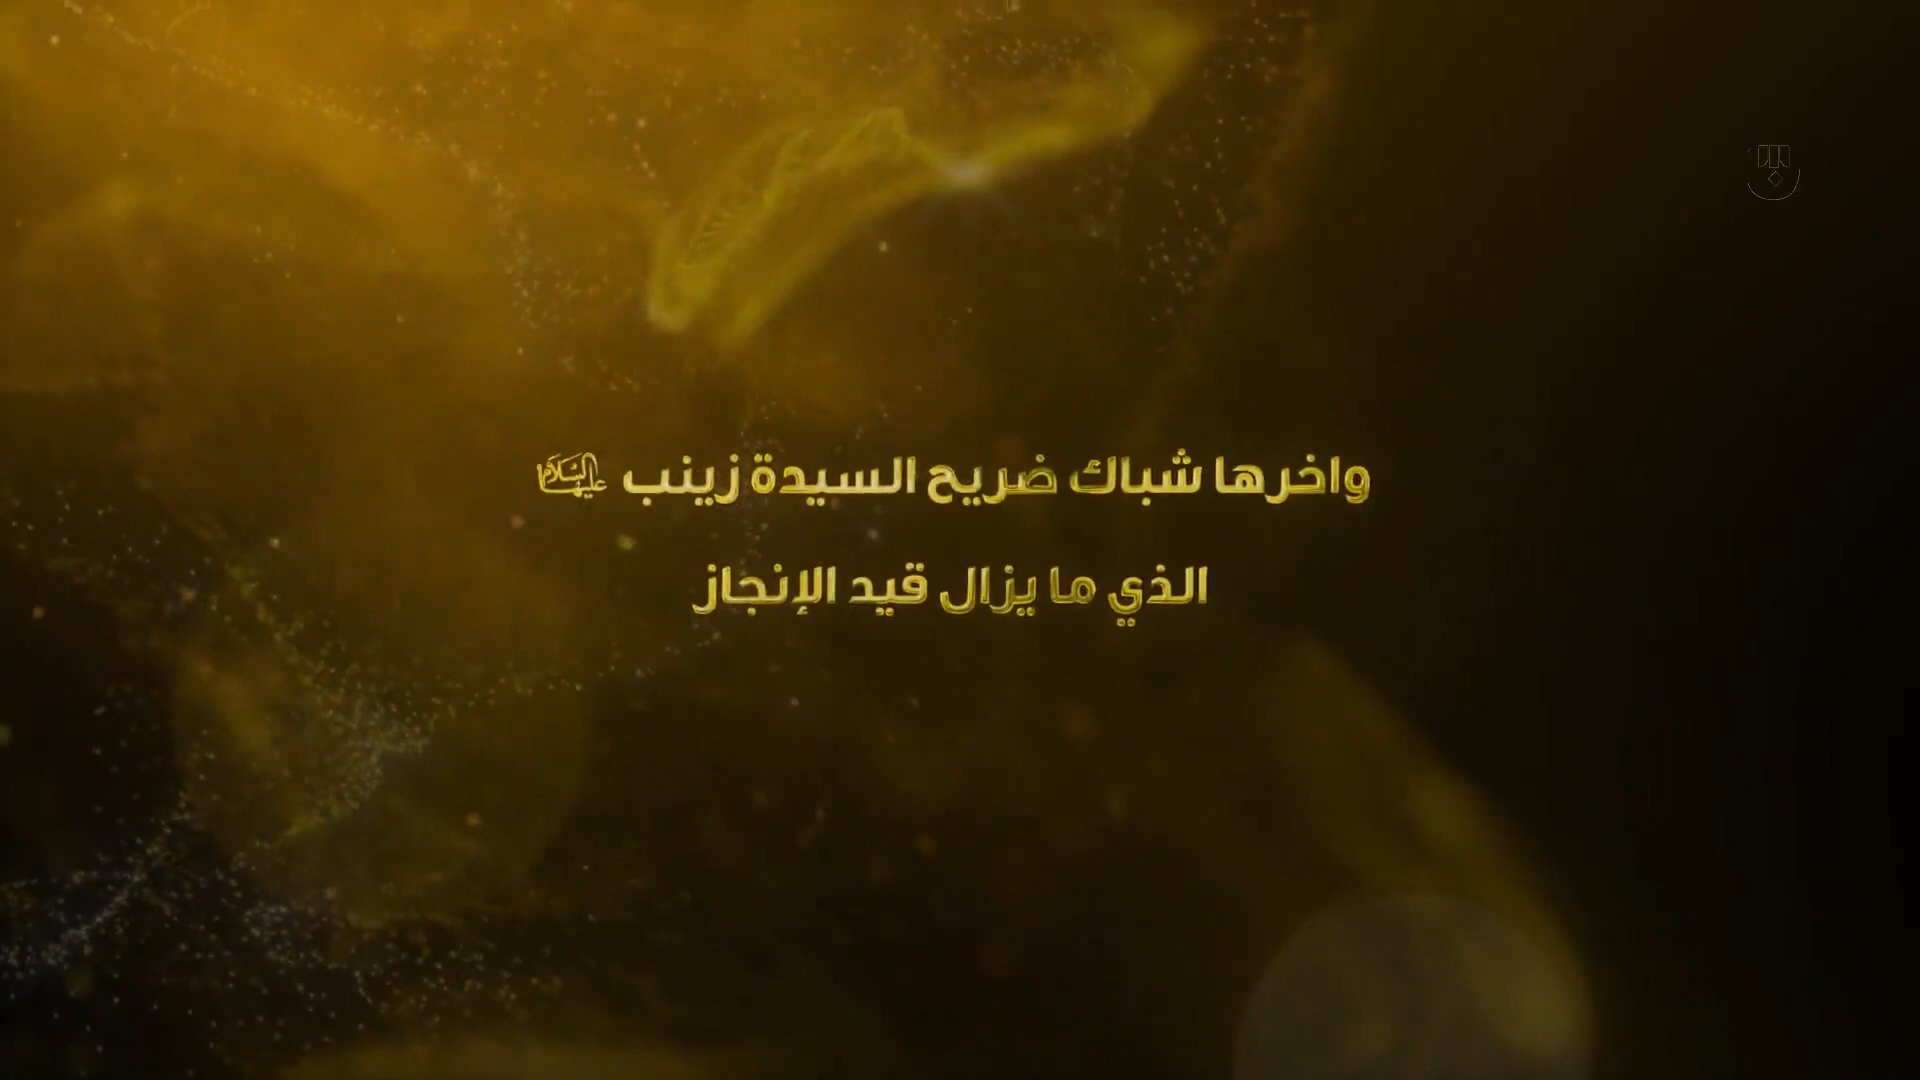 واخرها شباك ضريح السيدة زينب عليها السلام
الذي ما يزال قيد الإنجاز